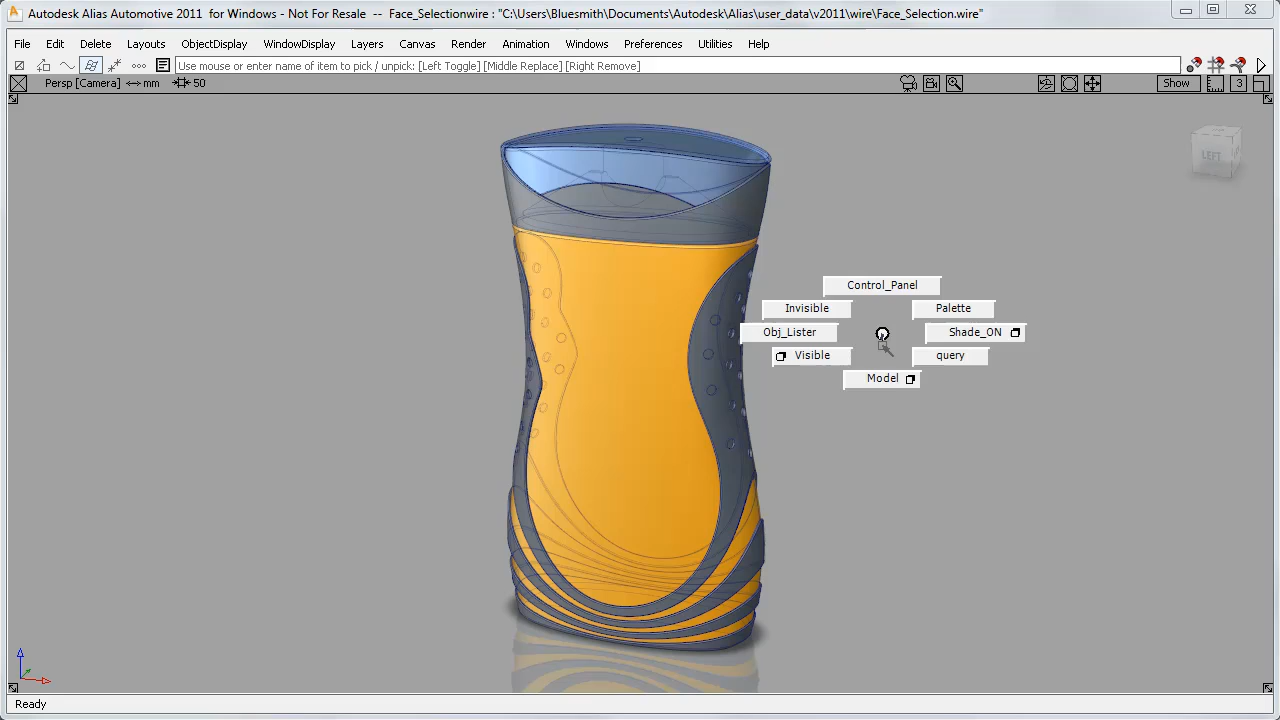 Autodesk Alias Automotive 2011 for Windows - Not For Resale -- Face_Selectionwire : "C:\Users\Bluesmith\Documents\Autodesk\Alias\user_data\v2011\wire\Face_Selection.wire"
File Edit Delete Layouts ObjectDisplay WindowDisplay Layers Canvas Render Animation Windows Preferences Utilities Help
Use mouse or enter name of item to pick / unpick: [Left Toggle] [Middle Replace] [Right Remove]
Persp [Camera] mm 50 Show 3
LEFT
Control_Panel
Invisible Palette
Obj_Lister Shade_ON
Visible query
Model
Ready